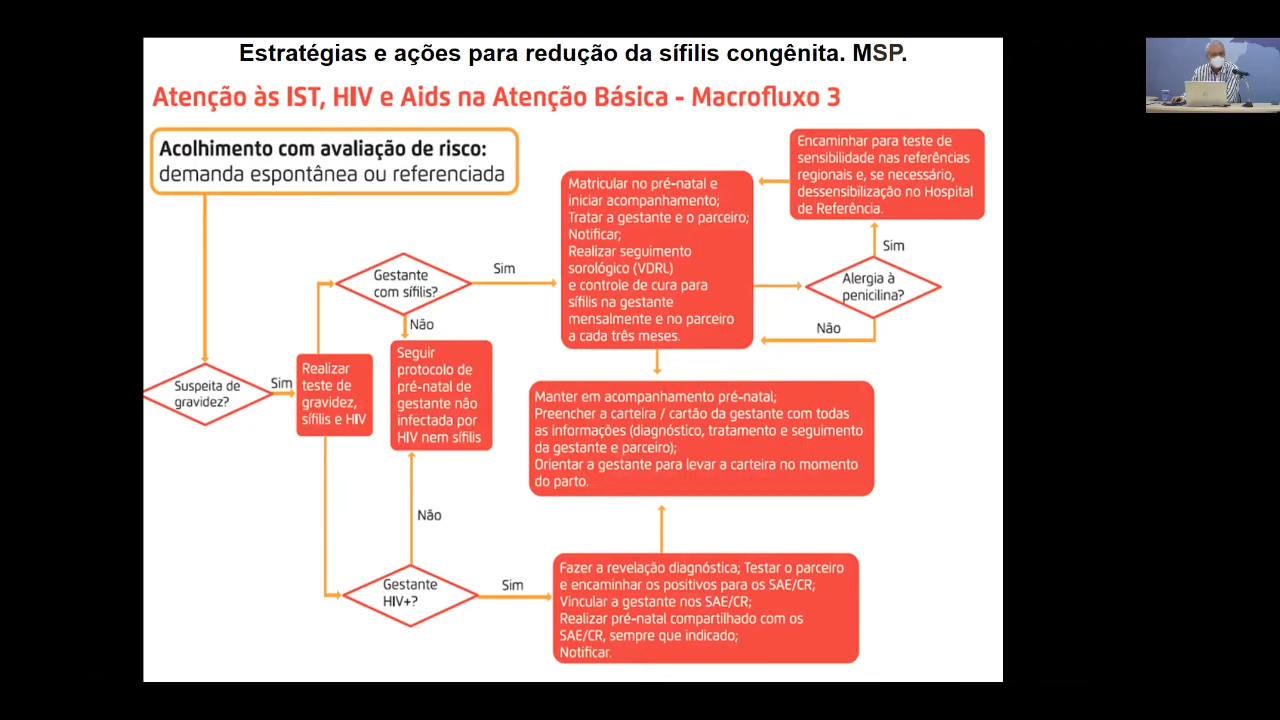 Estratégias e ações para redução da sífilis congênita. MSP.
Atenção às IST, HIV e Aids na Atenção Básica - Macrofluxo 3
Acolhimento com avaliação de risco:
demanda espontânea ou referenciada
Encaminhar para teste de
sensibilidade nas referências
regionais e, se necessário,
dessensibilização no Hospital
de Referência.
Matricular no pré-natal e
iniciar acompanhamento;
Tratar a gestante e o parceiro;
Notificar;
Realizar seguimento
sorológico (VDRL)
e controle de cura para
sífilis na gestante
mensalmente e no parceiro
a cada três meses.
Sim
Gestante
com sífilis?
Sim
Alergia à
penicilina?
Não
Não
Suspeita de
gravidez?
Sim
Realizar
teste de
gravidez,
sífilis e HIV
Seguir
protocolo de
pré-natal de
gestante não
infectada por
HIV nem sífilis
Manter em acompanhamento pré-natal;
Preencher a carteira / cartão da gestante com todas
as informações (diagnóstico, tratamento e seguimento
da gestante e parceiro);
Orientar a gestante para levar a carteira no momento
do parto.
Não
Gestante
HIV+?
Sim
Fazer a revelação diagnóstica; Testar o parceiro
e encaminhar os positivos para os SAE/CR;
Vincular a gestante nos SAE/CR;
Realizar pré-natal compartilhado com os
SAE/CR, sempre que indicado;
Notificar.